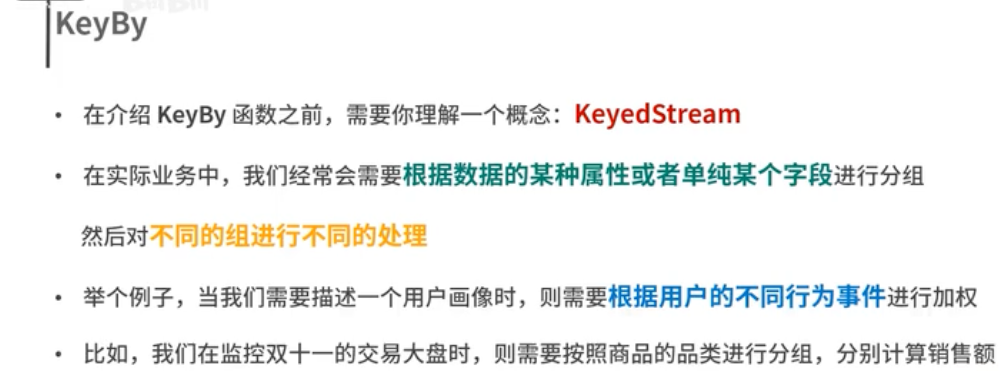 KeyBy
• 在介绍 KeyBy 函数之前，需要你理解一个概念：KeyedStream
• 在实际业务中，我们经常会需要根据数据的某种属性或者单纯某个字段进行分组
然后对不同的组进行不同的处理
• 举个例子，当我们需要描述一个用户画像时，则需要根据用户的不同行为事件进行加权
• 比如，我们在监控双十一的交易大盘时，则需要按照商品的品类进行分组，分别计算销售额